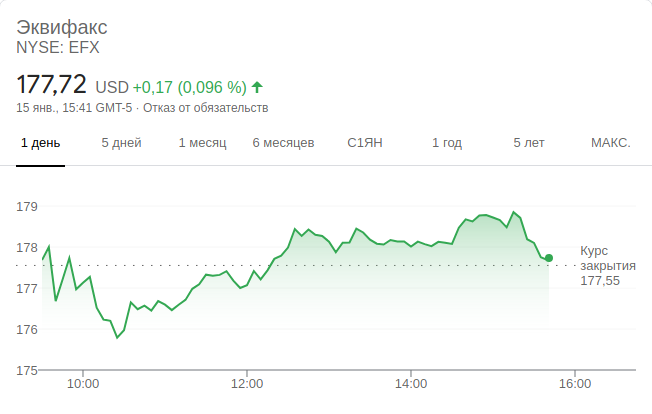 Эквифакс
NYSE: EFX
177,72 USD +0,17 (0,096 %)
15 янв., 15:41 GMT-5 · Отказ от обязательств
1 день 5 дней 1 месяц 6 месяцев С1ЯН 1 год 5 лет МАКС.
179
178
177
176
175
Курс
закрытия
177,55
10:00 12:00 14:00 16:00